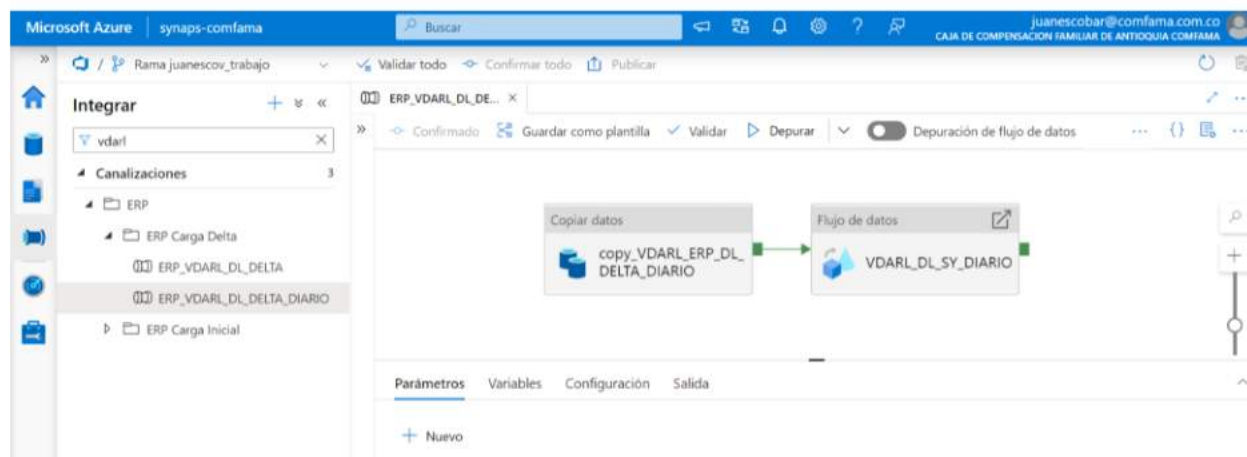 Microsoft Azure | synaps-comfama
Buscar
juanescobar@comfama.com.co
CAJA DE COMPENSACION FAMILIAR DE ANTIOQUIA COMFAMA
/ Rama juanescov_trabajo
Validar todo
Confirmar todo
Publicar
Integrar
vdarl
Canalizaciones 3
ERP
ERP Carga Delta
ERP_VDARL_DL_DELTA
ERP_VDARL_DL_DELTA_DIARIO
ERP Carga Inicial
ERP_VDARL_DL_DE...
Confirmado
Guardar como plantilla
Validar
Depurar
Depuración de flujo de datos
Copiar datos
copy_VDARL_ERP_DL_
DELTA_DIARIO
Flujo de datos
VDARL_DL_SY_DIARIO
Parámetros Variables Configuración Salida
Nuevo